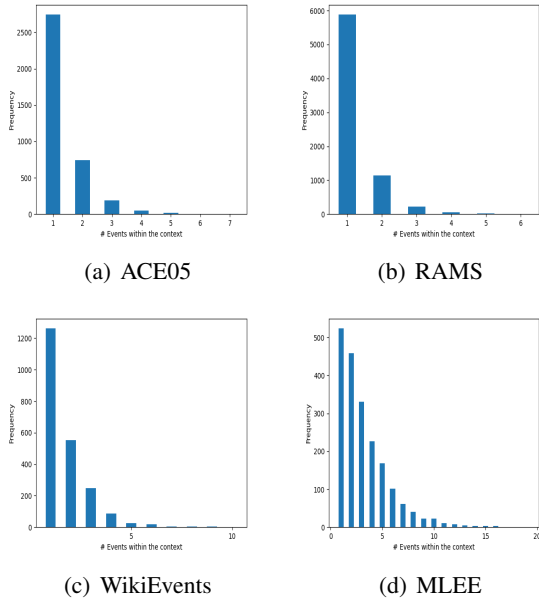 Frequency
2500
2000
1500
1000
500
0
1 2 3 4 5 6 7
# Events within the context
(a) ACE05
Frequency
6000
5000
4000
3000
2000
1000
0
1 2 3 4 5 6
# Events within the context
(b) RAMS
Frequency
1200
1000
800
600
400
200
0
5 10
# Events within the context
(c) WikiEvents
Frequency
500
400
300
200
100
0
0 5 10 15 20
# Events within the context
(d) MLEE